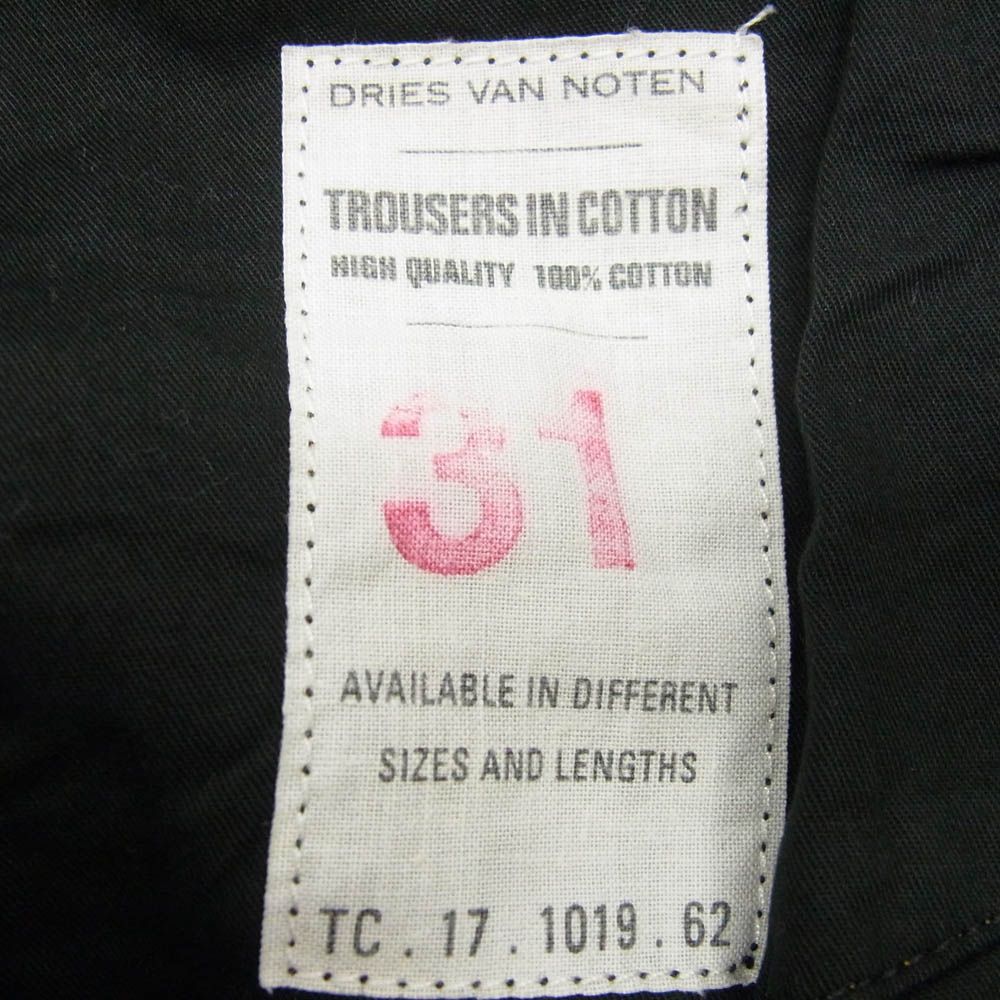 DRIES VAN NOTEN
TROUSERS IN COTTON
HIGH QUALITY 100% COTTON
31
AVAILABLE IN DIFFERENT
SIZES AND LENGTHS
TC . 17 . 1019 . 62